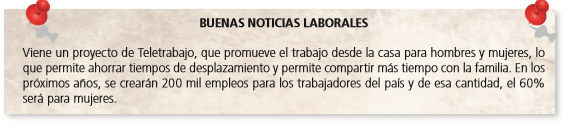 BUENAS NOTICIAS LABORALES
Viene un proyecto de Teletrabajo, que promueve el trabajo desde la casa para hombres y mujeres, lo
que permite ahorrar tiempos de desplazamiento y permite compartir más tiempo con la familia. En los
próximos años, se crearán 200 mil empleos para los trabajadores del país y de esa cantidad, el 60%
será para mujeres.